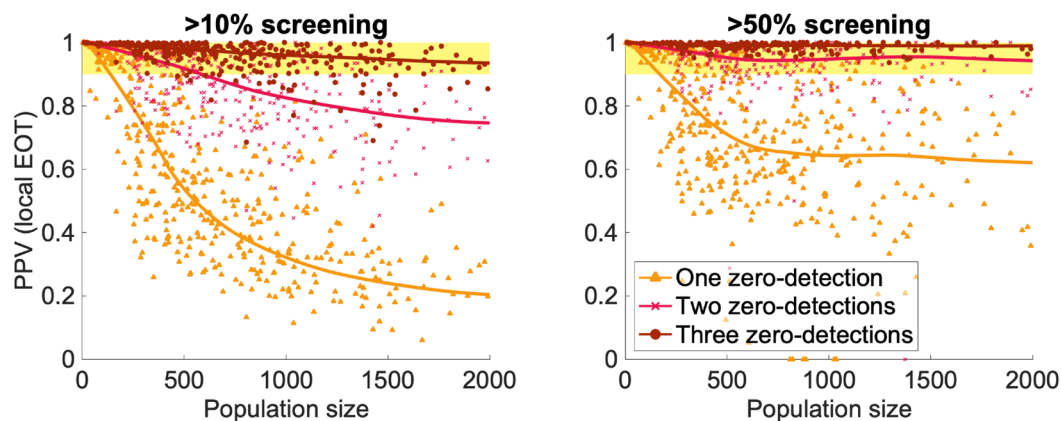 >10% screening
>50% screening
PPV (local EOT)
1
0.8
0.6
0.4
0.2
0
0
500
1000
1500
2000
Population size
1
0.8
0.6
0.4
0.2
0
0
500
1000
1500
2000
Population size
One zero-detection
Two zero-detections
Three zero-detections